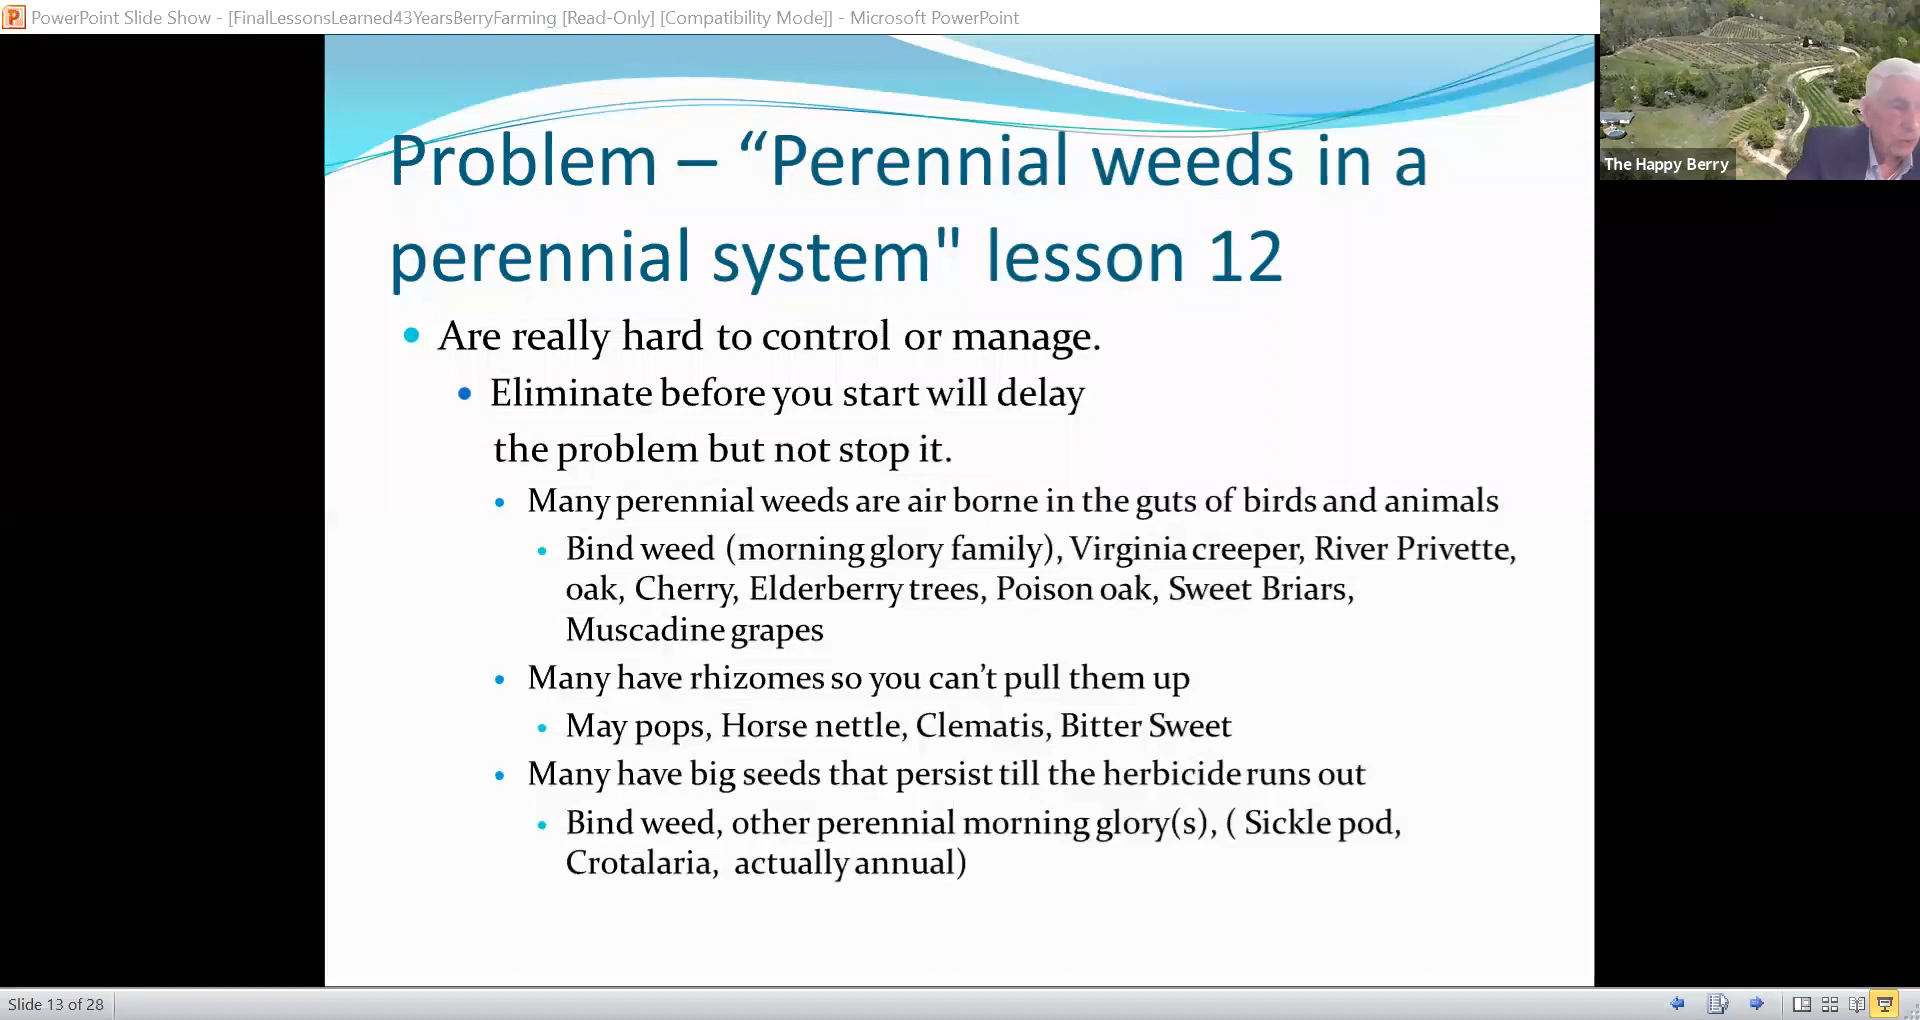 PowerPoint Slide Show - [FinalLessonsLearned43YearsBerryFarming [Read-Only] [Compatibility Mode]] - Microsoft PowerPoint
The Happy Berry
Problem – “Perennial weeds in a
perennial system" lesson 12
Are really hard to control or manage.
Eliminate before you start will delay
the problem but not stop it.
Many perennial weeds are air borne in the guts of birds and animals
Bind weed (morning glory family), Virginia creeper, River Privette,
oak, Cherry, Elderberry trees, Poison oak, Sweet Briars,
Muscadine grapes
Many have rhizomes so you can’t pull them up
May pops, Horse nettle, Clematis, Bitter Sweet
Many have big seeds that persist till the herbicide runs out
Bind weed, other perennial morning glory(s), ( Sickle pod,
Crotalaria, actually annual)
Slide 13 of 28